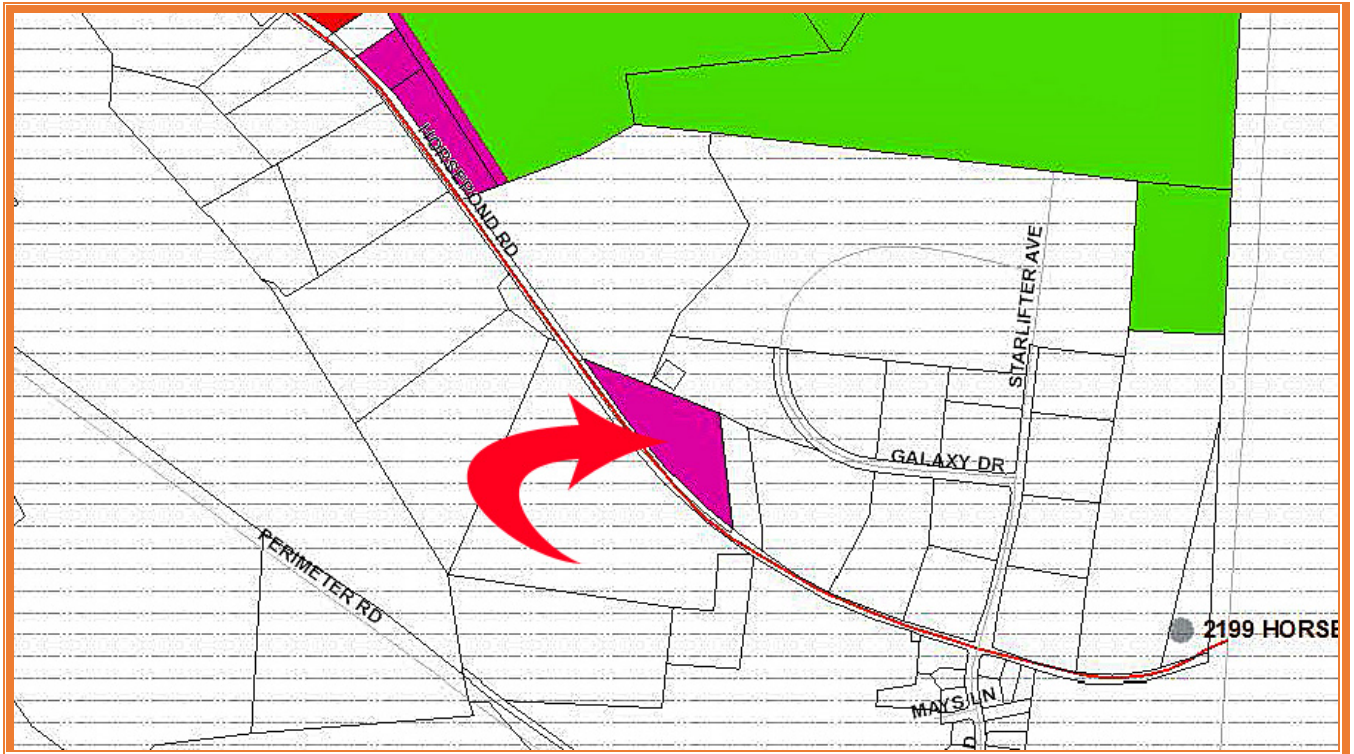 HORSEPOND RD
STARLIFTER AVE
GALAXY DR
PERIMETER RD
2199 HORSE
MAYS LN
D